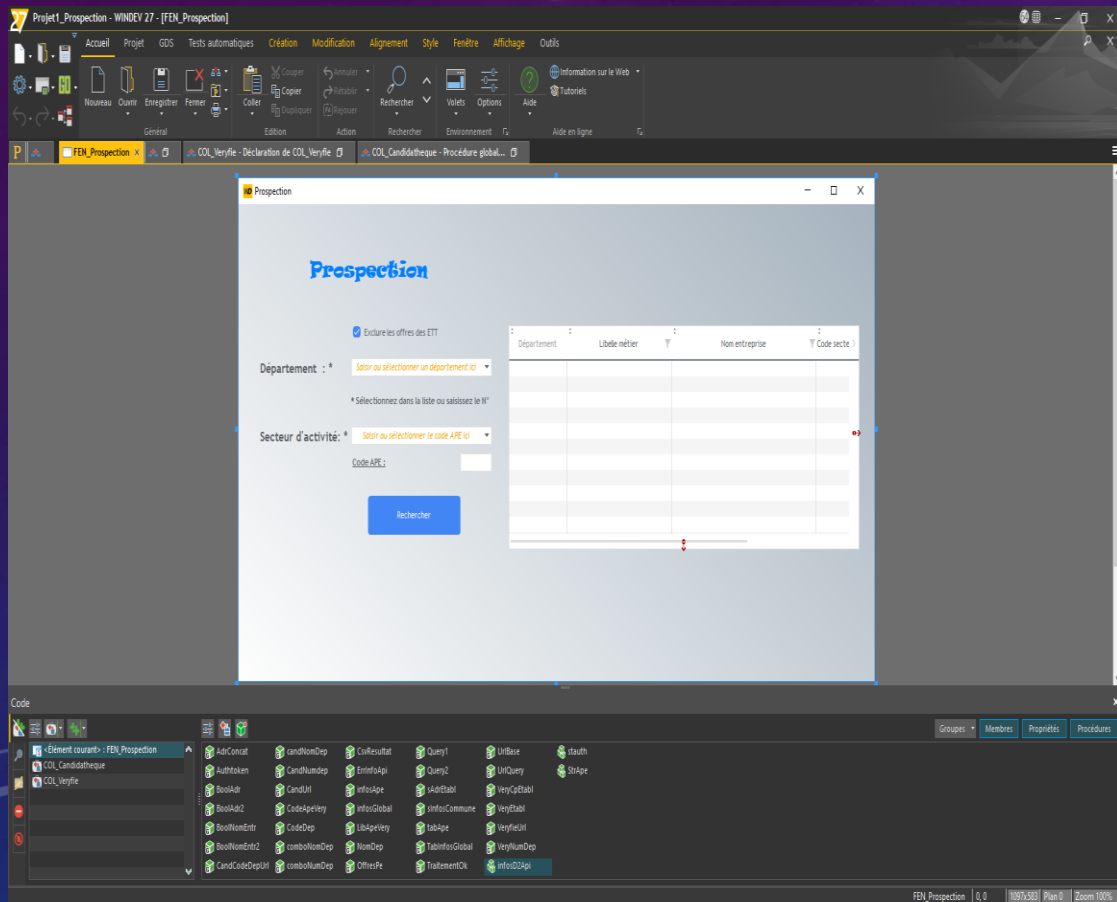 27 Projet1_Prospection - WINDEV 27 - [FEN_Prospection]
Accueil Projet GDS Tests automatiques Création Modification Alignement Style Fenêtre Affichage Outils
Nouveau Ouvrir Enregistrer Fermer
Général
Coller Couper Copier Dupliquer
Edition
Annuler Rétablir Rejouer
Action
Rechercher
Rechercher
Volets Options
Environnement
Aide Information sur le Web Tutoriels
Aide en ligne
P FEN_Prospection x COL_Veryfie - Déclaration de COL_Veryfie COL_Candidatheque - Procédure global...
WD Prospection
Prospection
Exclure les offres des ETT
Département : * Saisir ou sélectionner un département ici
* Sélectionnez dans la liste ou saisissez le N°
Secteur d'activité: * Saisir ou sélectionner le code APE ici
Code APE :
Rechercher
Département Libelle métier Nom entreprise Code secte
Code
Groupes Membres Propriétés Procédures
<Élément courant> : FEN_Prospection
COL_Candidatheque
COL_Veryfie
AdrConcat candNomDep CsvResultat Query1 UrlBase stauth
Authtoken CandNumdep ErrInfoApi Query2 UrlQuery StrApe
BoolAdr CandUrl infosApe sAdrEtabl VeryCpEtabl
BoolAdr2 CodeApeVery infosGlobal sInfosCommune VeryEtabl
BoolNomEntr CodeDep LibApeVery tabApe VeryfieUrl
BoolNomEntr2 comboNomDep NomDep TabInfosGlobal VeryNumDep
CandCodeDepUrl comboNumDep OffresPe TraitementOk infosD2Api
FEN_Prospection 0,0 1097x583 Plan 0 Zoom 100%